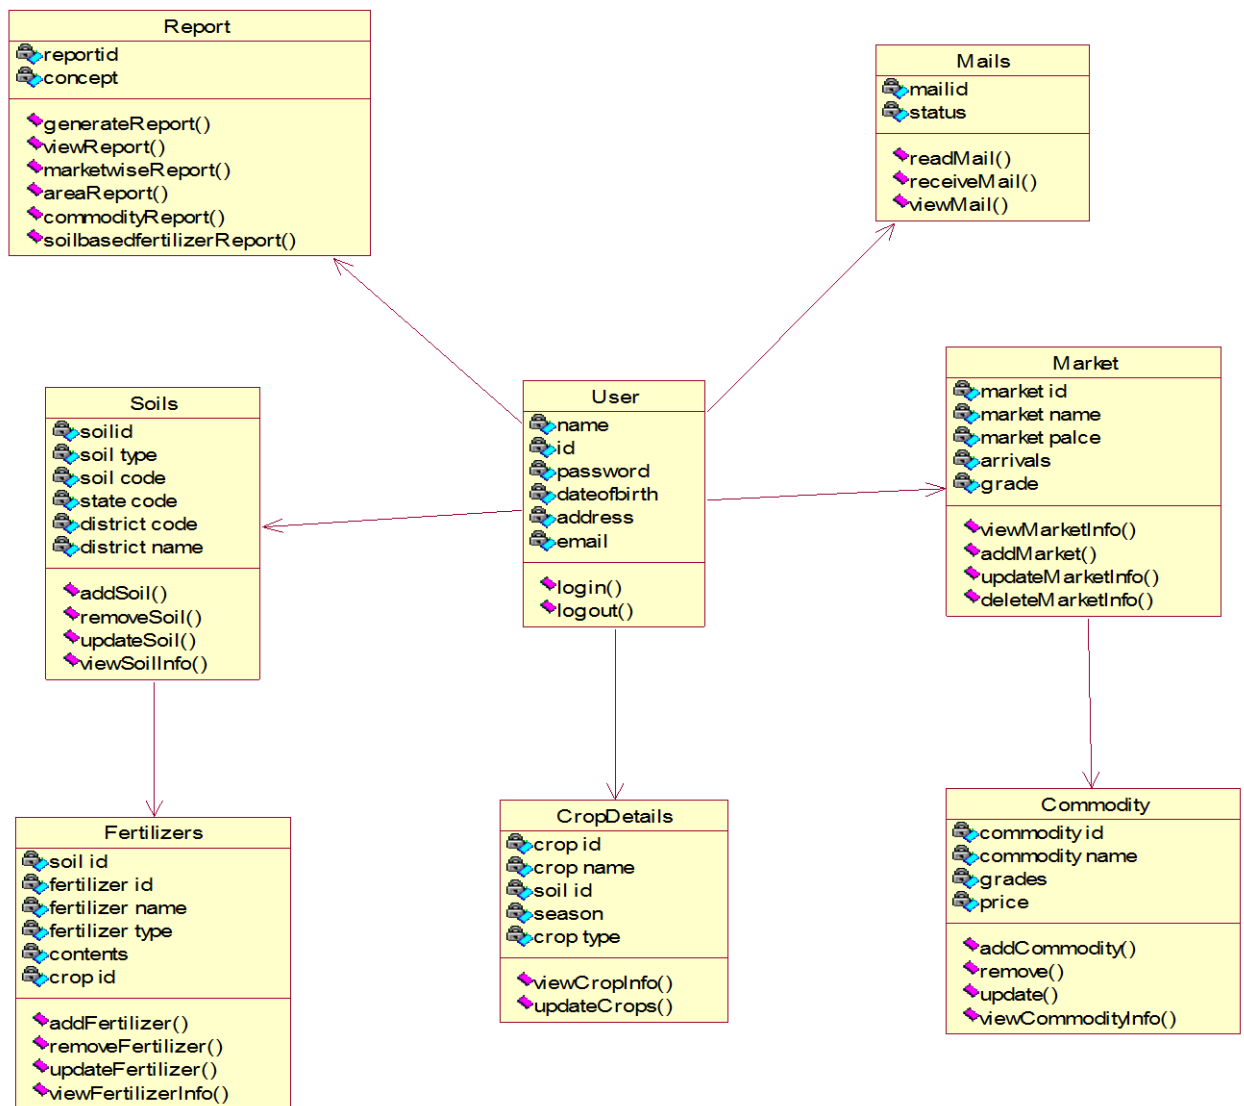 Report
reportid
concept
generateReport()
viewReport()
marketwiseReport()
areaReport()
commodityReport()
soilbasedfertilizerReport()
Mails
mailid
status
readMail()
receiveMail()
viewMail()
Soils
soilid
soil type
soil code
state code
district code
district name
addSoil()
removeSoil()
updateSoil()
viewSoilInfo()
User
name
id
password
dateofbirth
address
email
login()
logout()
Market
market id
market name
market palce
arrivals
grade
viewMarketInfo()
addMarket()
updateMarketInfo()
deleteMarketInfo()
Fertilizers
soil id
fertilizer id
fertilizer name
fertilizer type
contents
crop id
addFertilizer()
removeFertilizer()
updateFertilizer()
viewFertilizerInfo()
CropDetails
crop id
crop name
soil id
season
crop type
viewCropInfo()
updateCrops()
Commodity
commodity id
commodity name
grades
price
addCommodity()
remove()
update()
viewCommodityInfo()